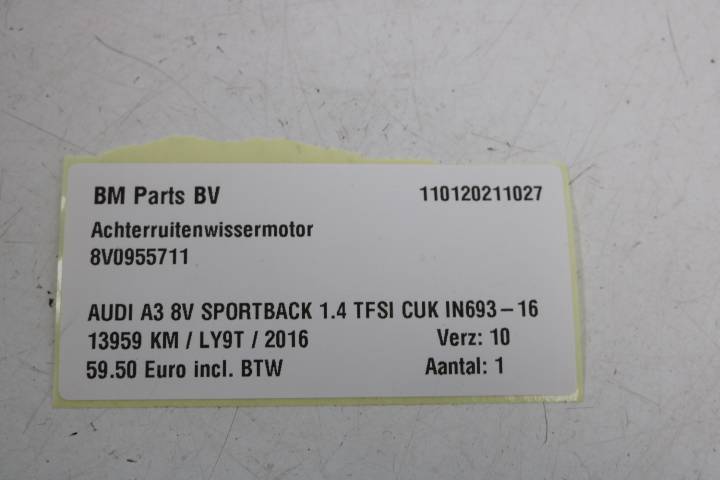 BM Parts BV 110120211027
Achterruitenwissermotor
8V0955711
AUDI A3 8V SPORTBACK 1.4 TFSI CUK IN693-16
13959 KM / LY9T / 2016 Verz: 10
59.50 Euro incl. BTW Aantal: 1